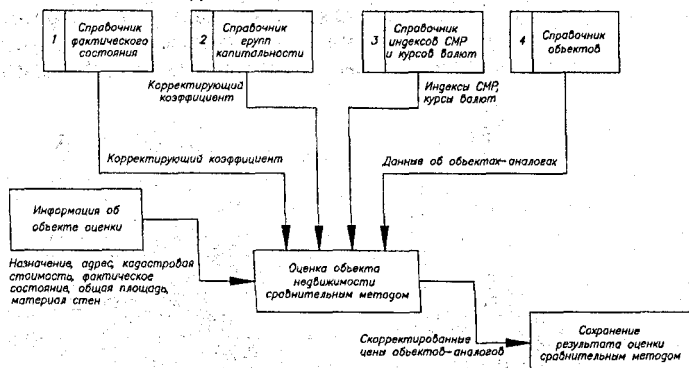 1
Справочник
фактического
состояния
2
Справочник
групп
капитальности
3
Справочник
индексов СМР
и курсов валют
4
Справочник
объектов
Корректирующий
коэффициент
Индексы СМР,
курсы валют
Корректирующий коэффициент
Данные об объектах-аналогах
Информация об
объекте оценки
Назначение, адрес, кадастровая
стоимость, фактическое
состояние, общая площадь,
материал стен
Оценка объекта
недвижимости
сравнительным методом
Скорректированные
цены объектов-аналогов
Сохранение
результата оценки
сравнительным методом